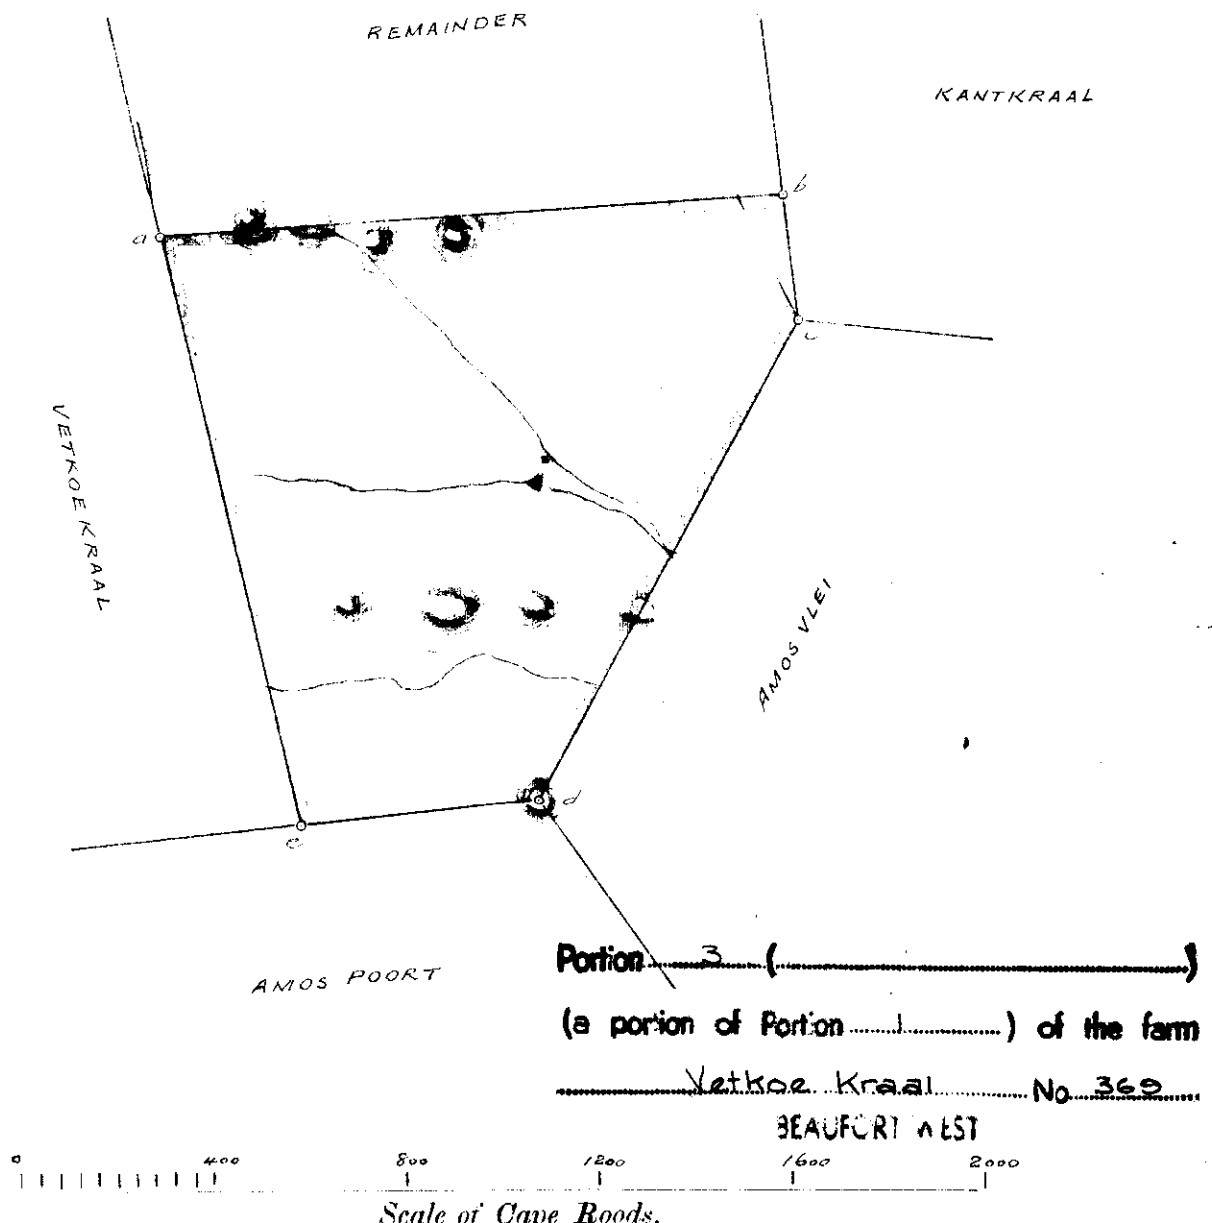 REMAINDER
KANTKRAAL
b
a
c
VETKOE KRAAL
AMOS VLEI
d
e
AMOS POORT
Portion 3 ( )
(a portion of Portion 1 ) of the farm
Vetkoe Kraal No 369
BEAUFORT WEST
0 400 800 1200 1600 2000
Scale of Cape Roods.